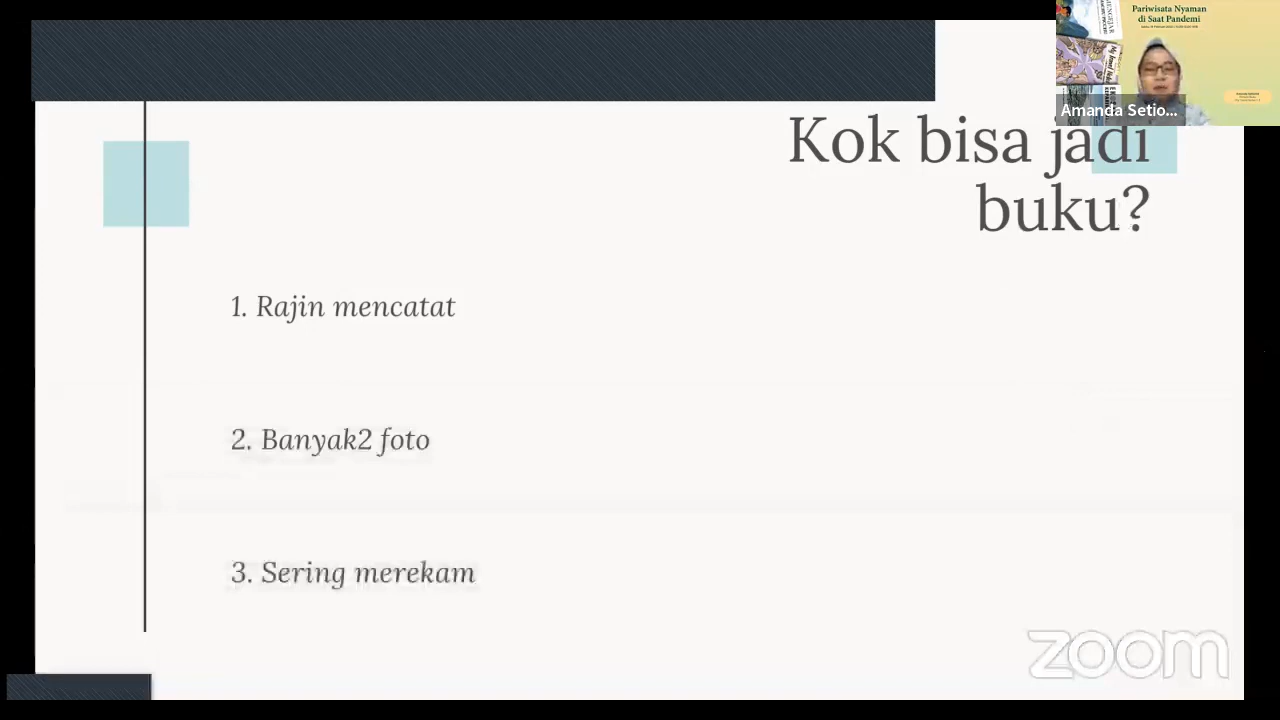 Pariwisata Nyaman
di Saat Pandemi
Amanda Setio...
Kok bisa jadi
buku?
1. Rajin mencatat
2. Banyak2 foto
3. Sering merekam
zoom